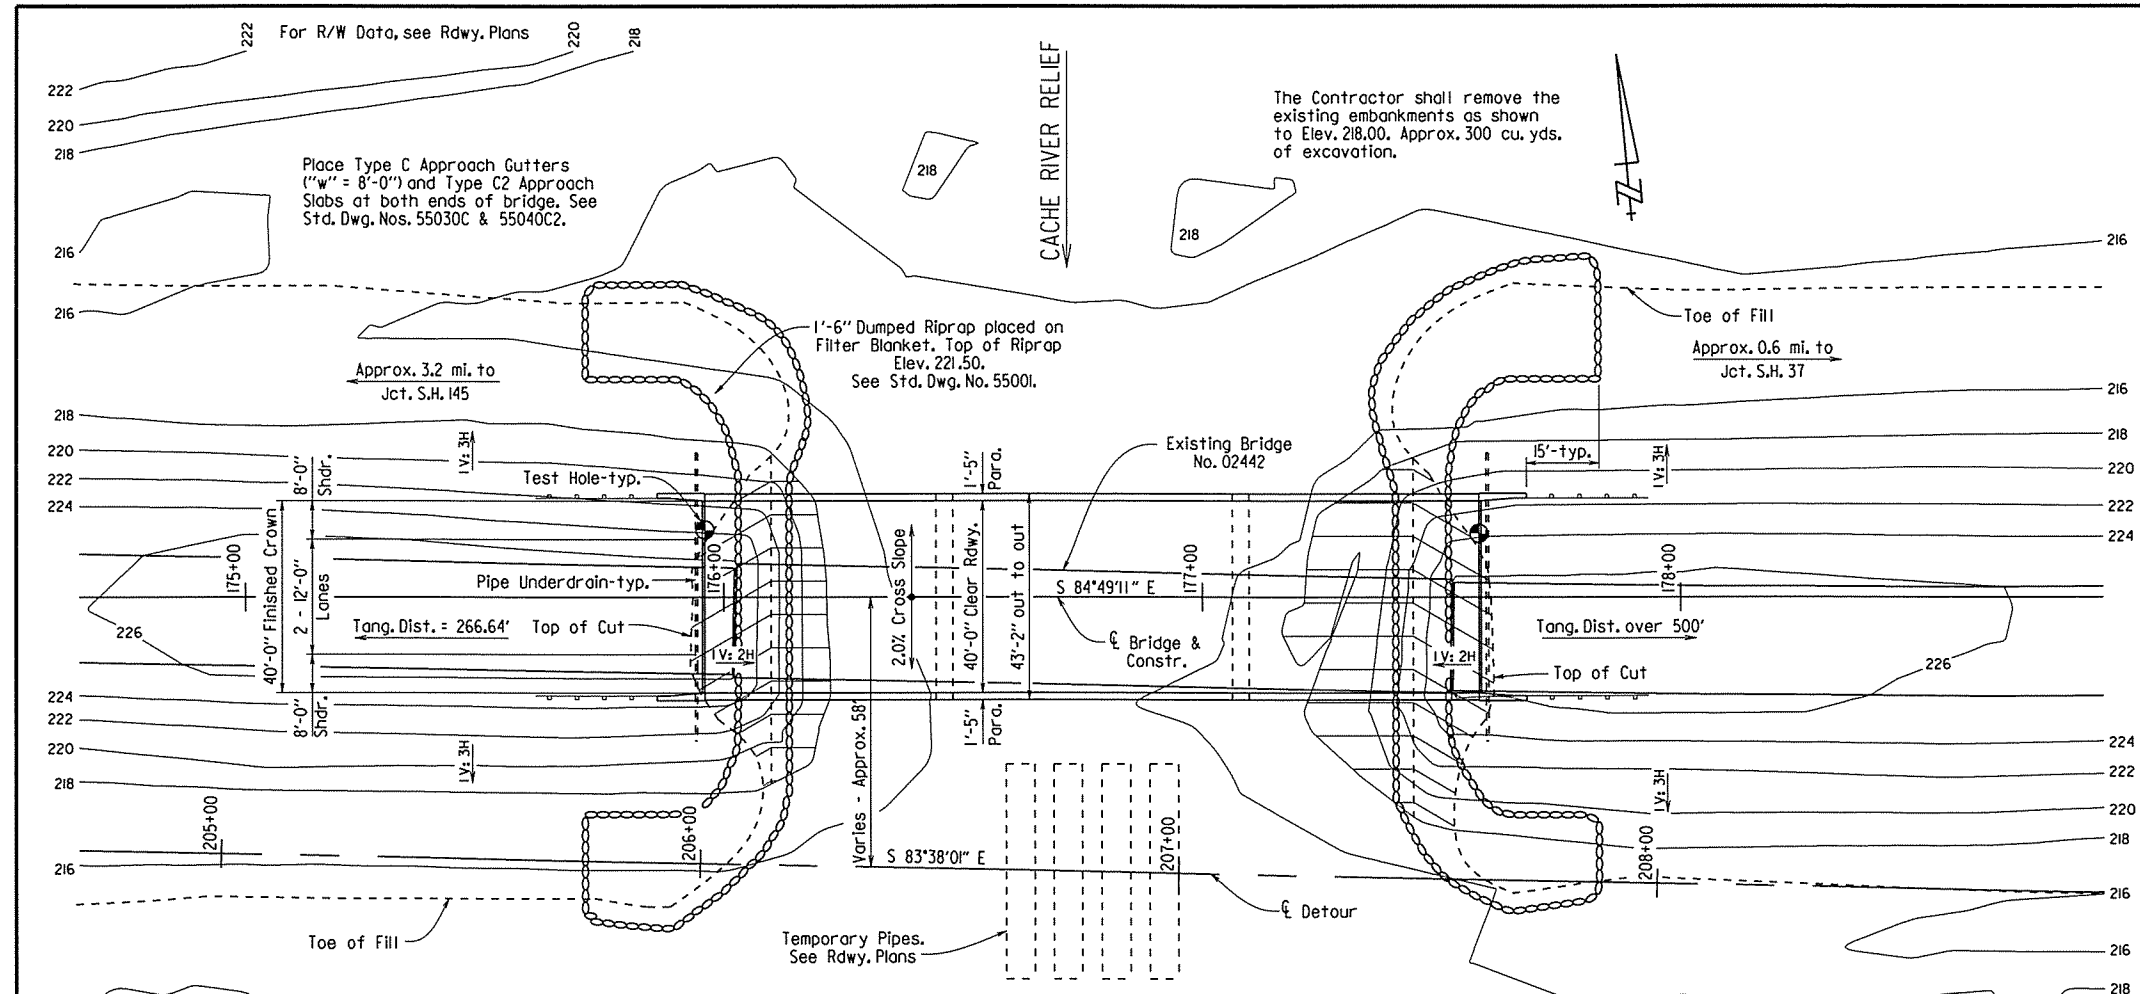 222
For R/W Data, see Rdwy. Plans
220
218
222
220
218
CACHE RIVER RELIEF
The Contractor shall remove the
existing embankments as shown
to Elev. 218.00. Approx. 300 cu. yds.
of excavation.
N
Place Type C Approach Gutters
("w" = 8'-0") and Type C2 Approach
Slabs at both ends of bridge. See
Std. Dwg. Nos. 55030C & 55040C2.
218
218
216
216
216
1'-6" Dumped Riprap placed on
Filter Blanket. Top of Riprap
Elev. 221.50.
See Std. Dwg. No. 55001.
Toe of Fill
Approx. 3.2 mi. to
Jct. S.H. 145
Approx. 0.6 mi. to
Jct. S.H. 37
216
218
220
222
224
8'-0"
Shdr.
1V: 3H
Test Hole-typ.
1'-5"
Para.
Existing Bridge
No. 02442
15'-typ.
1V: 3H
218
220
222
224
40'-0" Finished Crown
2 - 12'-0"
Lanes
175+00
176+00
177+00
178+00
Pipe Underdrain-typ.
2.0% Cross Slope
40'-0" Clear Rdwy.
43'-2" out to out
S 84°49'11" E
226
Tang. Dist. = 266.64'
Top of Cut
1V: 2H
℄ Bridge &
Constr.
1V: 2H
Tang. Dist. over 500'
Top of Cut
226
224
222
220
218
8'-0"
Shdr.
1V: 3H
1'-5"
Para.
Varies - Approx. 58'
1V: 3H
224
222
220
218
205+00
206+00
207+00
208+00
S 83°38'01" E
216
216
℄ Detour
Toe of Fill
Temporary Pipes.
See Rdwy. Plans
216
218